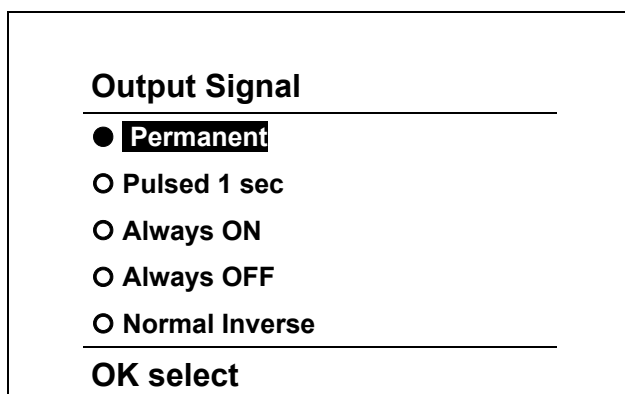 Output Signal
Permanent
Pulsed 1 sec
Always ON
Always OFF
Normal Inverse
OK select